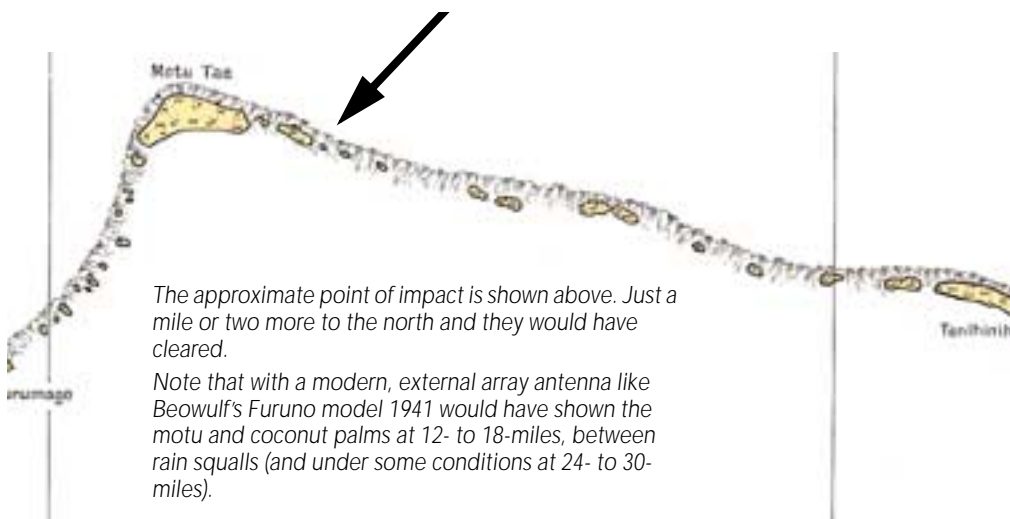 Motu Taa
The approximate point of impact is shown above. Just a
mile or two more to the north and they would have
cleared.
Note that with a modern, external array antenna like
Beowulf's Furuno model 1941 would have shown the
motu and coconut palms at 12- to 18-miles, between
rain squalls (and under some conditions at 24- to 30-
miles).